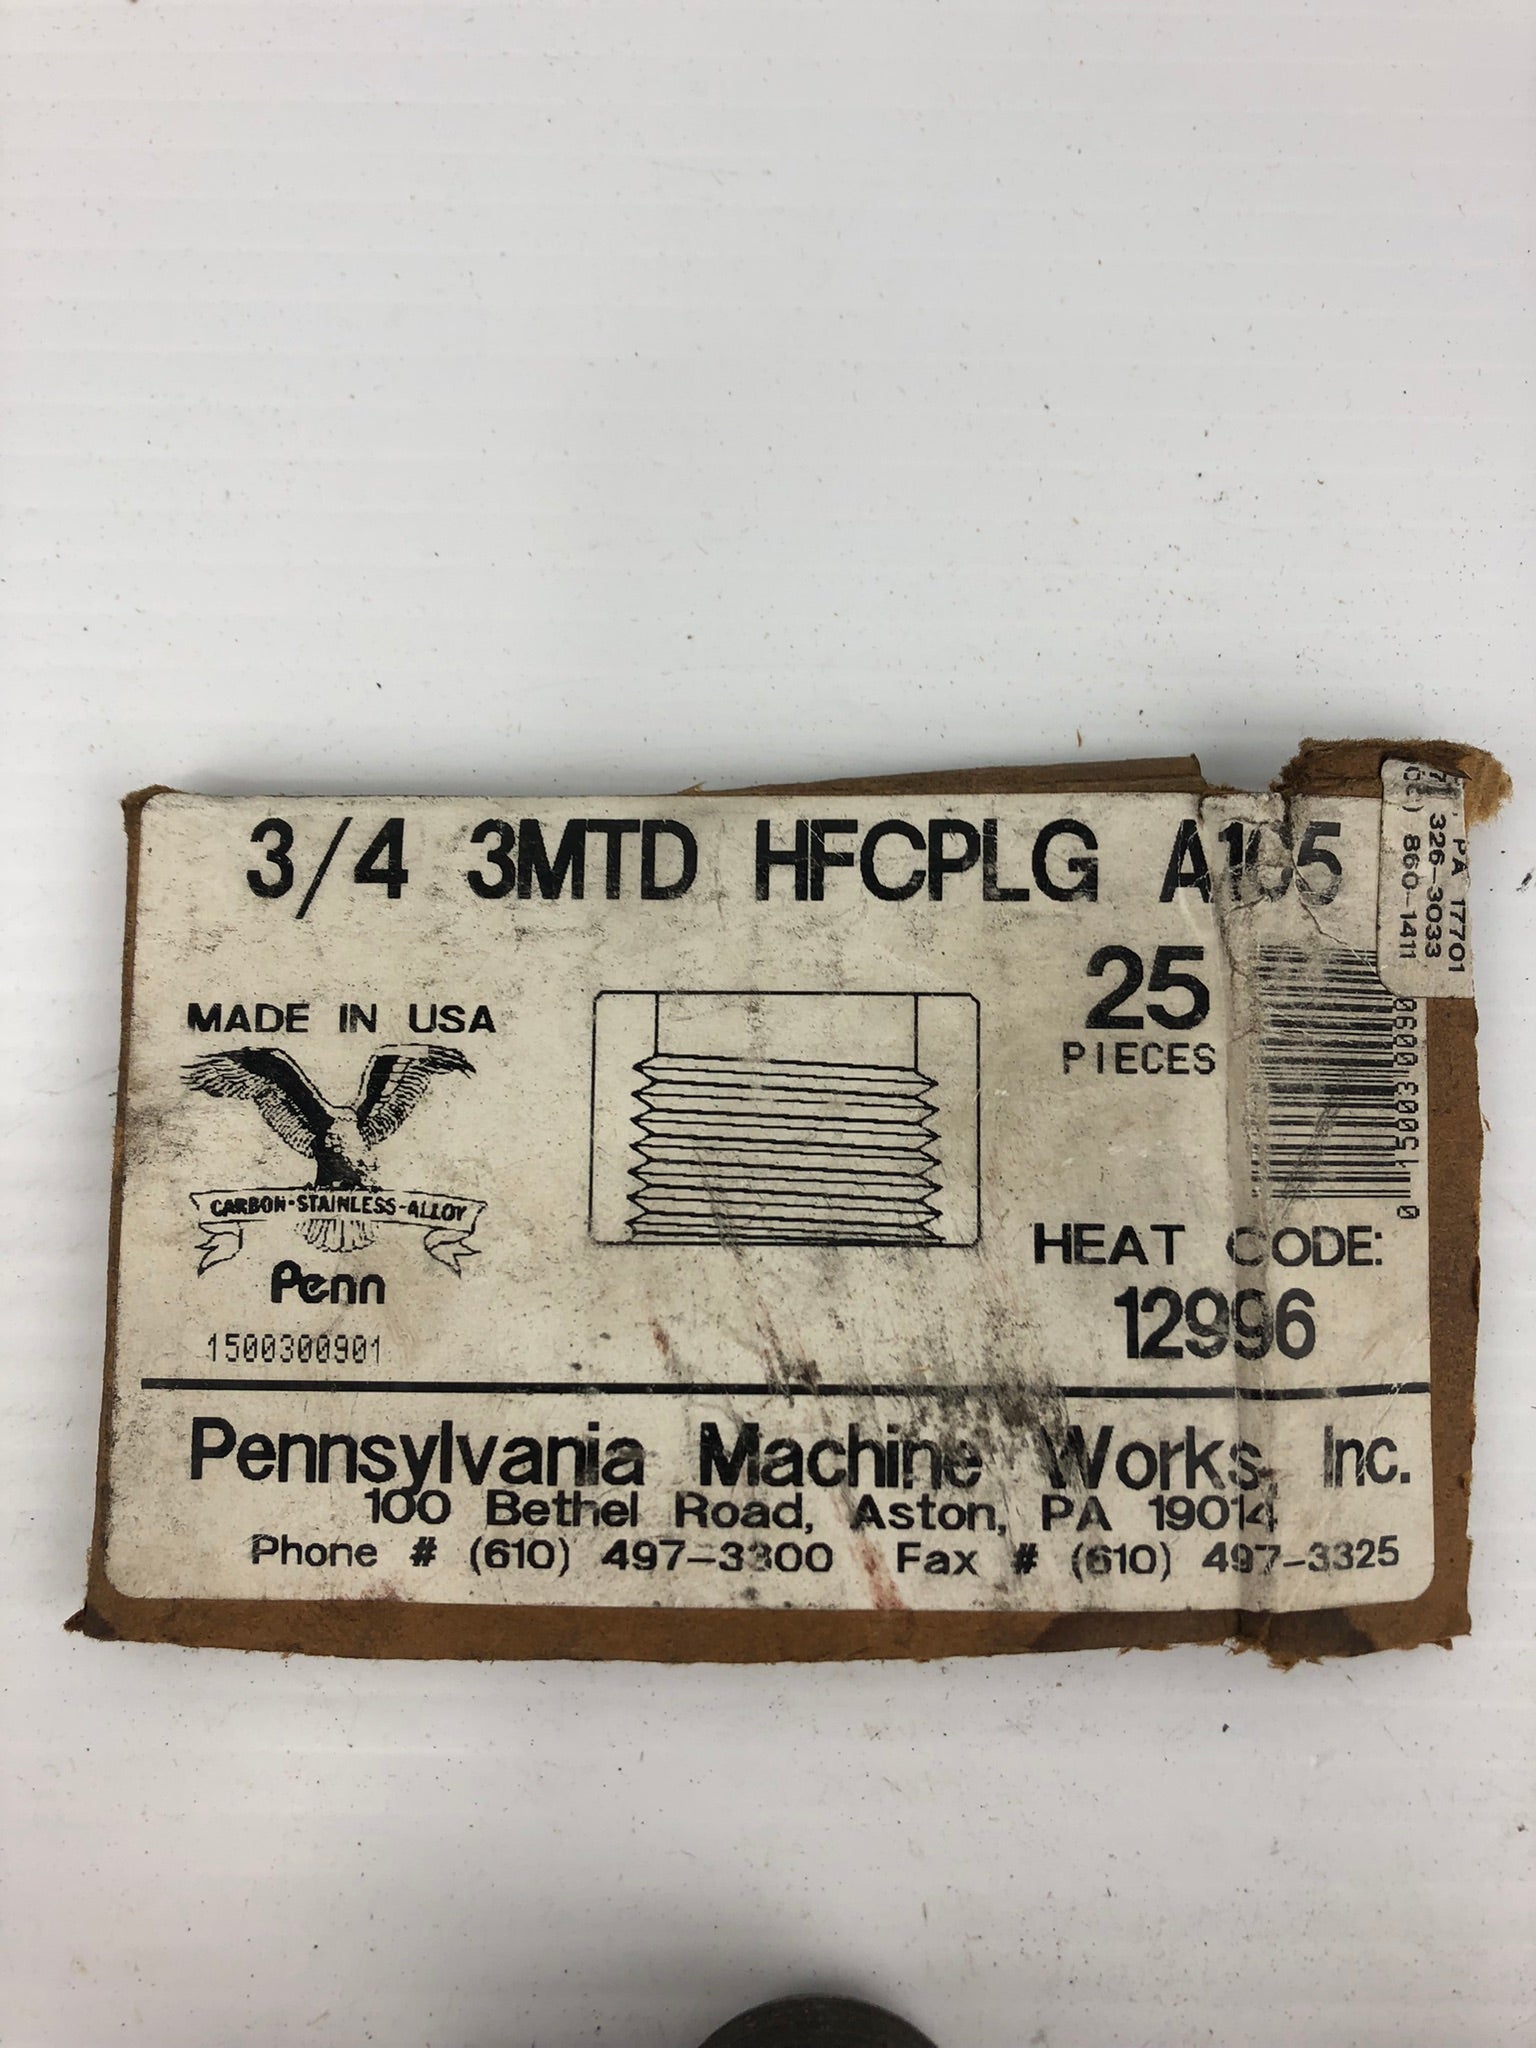 3/4 3MTD HFCPLG A105
25
PIECES
MADE IN USA
CARBON-STAINLESS-ALLOY
Penn
1500300901
HEAT CODE:
12996
Pennsylvania Machine Works, Inc.
100 Bethel Road, Aston, PA 19014
Phone # (610) 497-3300 Fax # (610) 497-3325
PA 17701
326-3033
860-1411